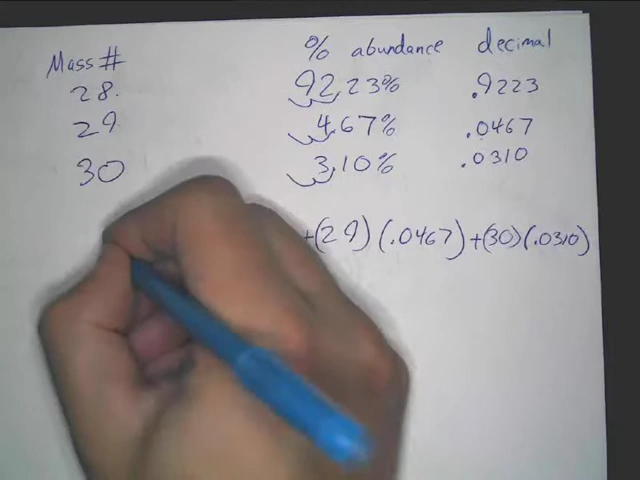 Mass # % abundance decimal
28. 92.23% .9223
29 4.67% .0467
30 3.10% .0310
+(29)(.0467)+(30)(.0310)